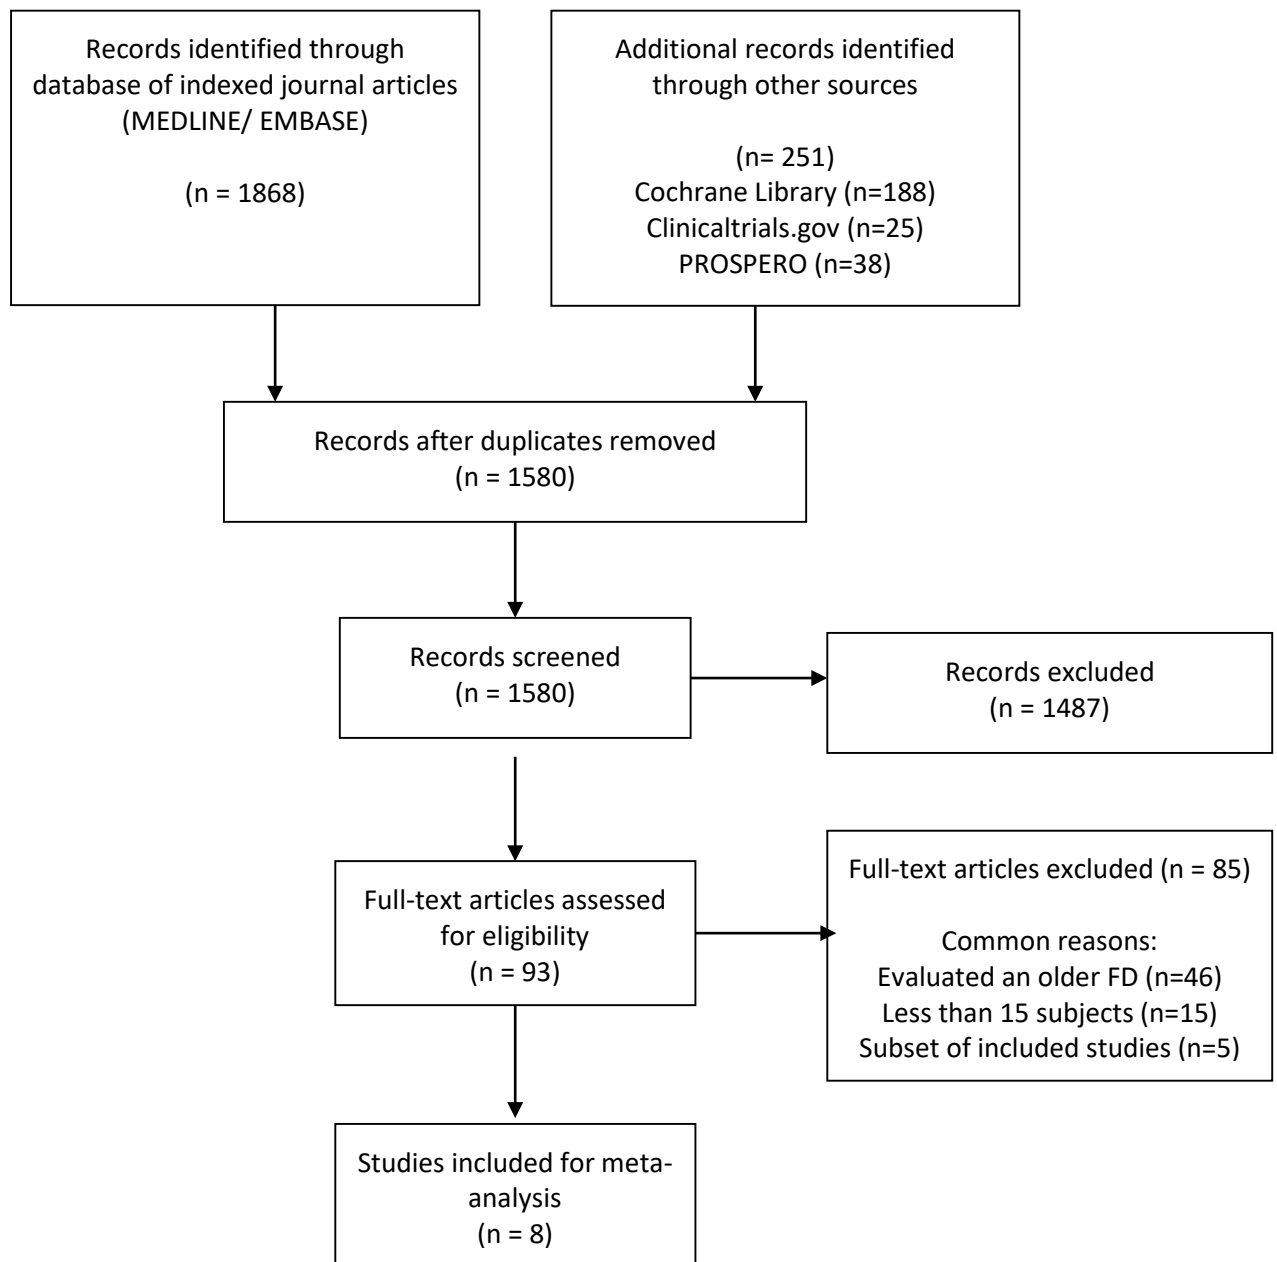 Records identified through
database of indexed journal articles
(MEDLINE/ EMBASE)
(n = 1868)
Additional records identified
through other sources
(n= 251)
Cochrane Library (n=188)
Clinicaltrials.gov (n=25)
PROSPERO (n=38)
Records after duplicates removed
(n = 1580)
Records screened
(n = 1580)
Records excluded
(n = 1487)
Full-text articles assessed
for eligibility
(n = 93)
Full-text articles excluded (n = 85)
Common reasons:
Evaluated an older FD (n=46)
Less than 15 subjects (n=15)
Subset of included studies (n=5)
Studies included for meta-
analysis
(n = 8)